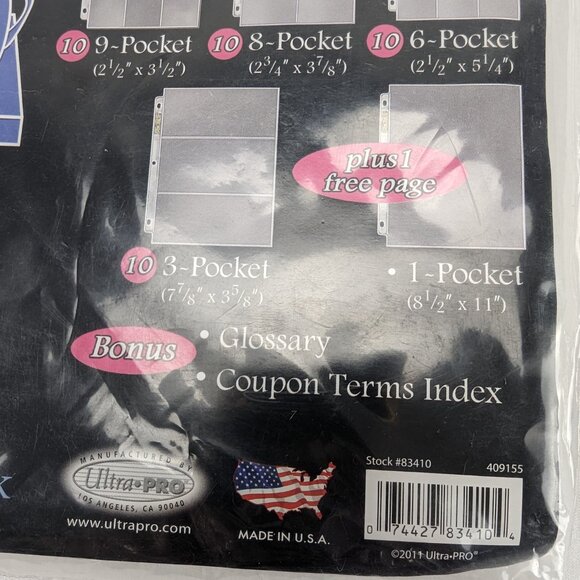 10 9-Pocket
(2 1/2" x 3 1/2")
10 8-Pocket
(2 3/4" x 3 7/8")
10 6-Pocket
(2 1/2" x 5 1/4")
plus 1
free page
10 3-Pocket
(7 7/8" x 3 5/8")
• 1-Pocket
(8 1/2" x 11")
Bonus
• Glossary
• Coupon Terms Index
MANUFACTURED BY
Ultra•PRO
LOS ANGELES, CA 90040
www.ultrapro.com
MADE IN U.S.A.
Stock #83410
409155
0 74427 83410 4
©2011 Ultra•PRO®